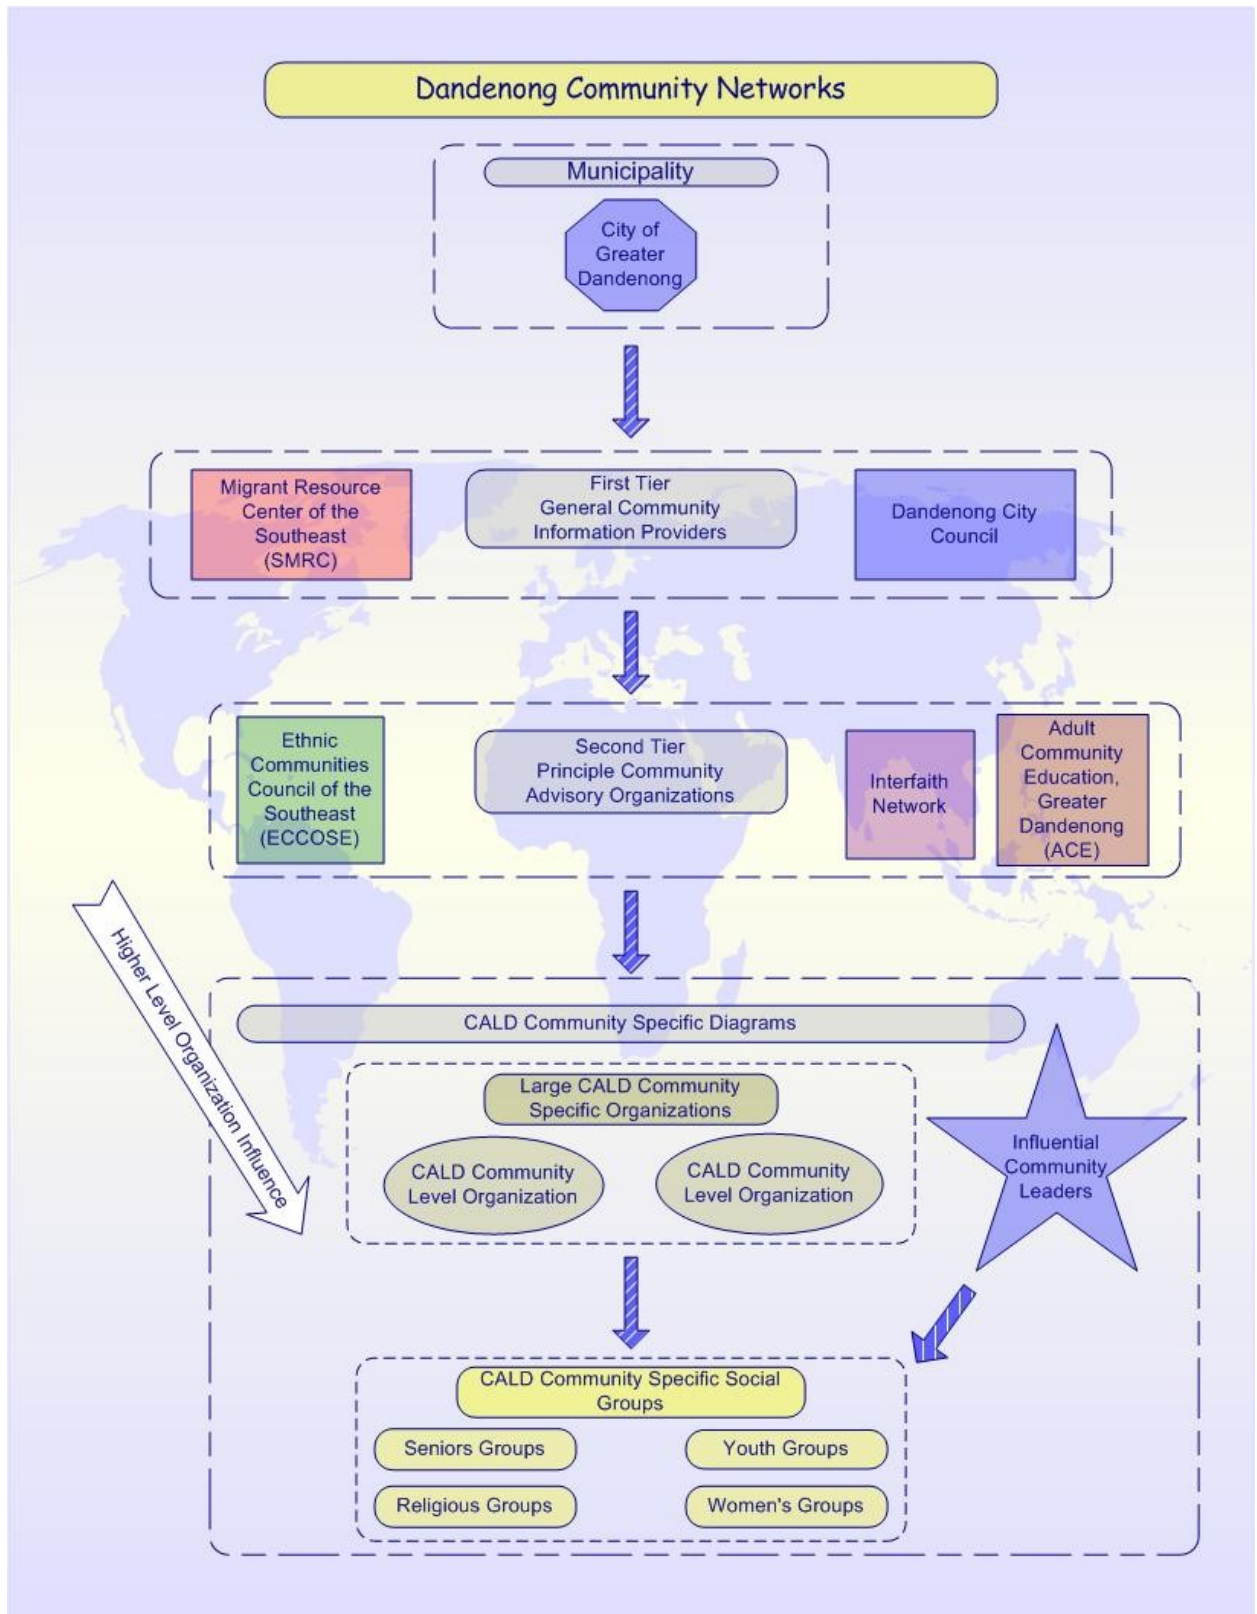 Dandenong Community Networks
Municipality
City of
Greater
Dandenong
Migrant Resource
Center of the
Southeast
(SMRC)
First Tier
General Community
Information Providers
Dandenong City
Council
Ethnic
Communities
Council of the
Southeast
(ECCOSE)
Second Tier
Principle Community
Advisory Organizations
Interfaith
Network
Adult
Community
Education,
Greater
Dandenong
(ACE)
Higher Level Organization Influence
CALD Community Specific Diagrams
Large CALD Community
Specific Organizations
CALD Community
Level Organization
CALD Community
Level Organization
Influential
Community
Leaders
CALD Community Specific Social
Groups
Seniors Groups
Youth Groups
Religious Groups
Women's Groups